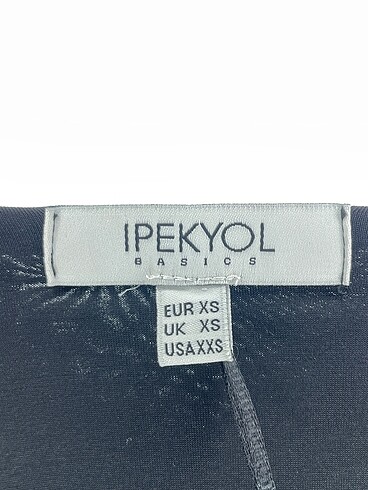 IPEKYOL
BASICS
EUR XS
UK XS
USA XXS